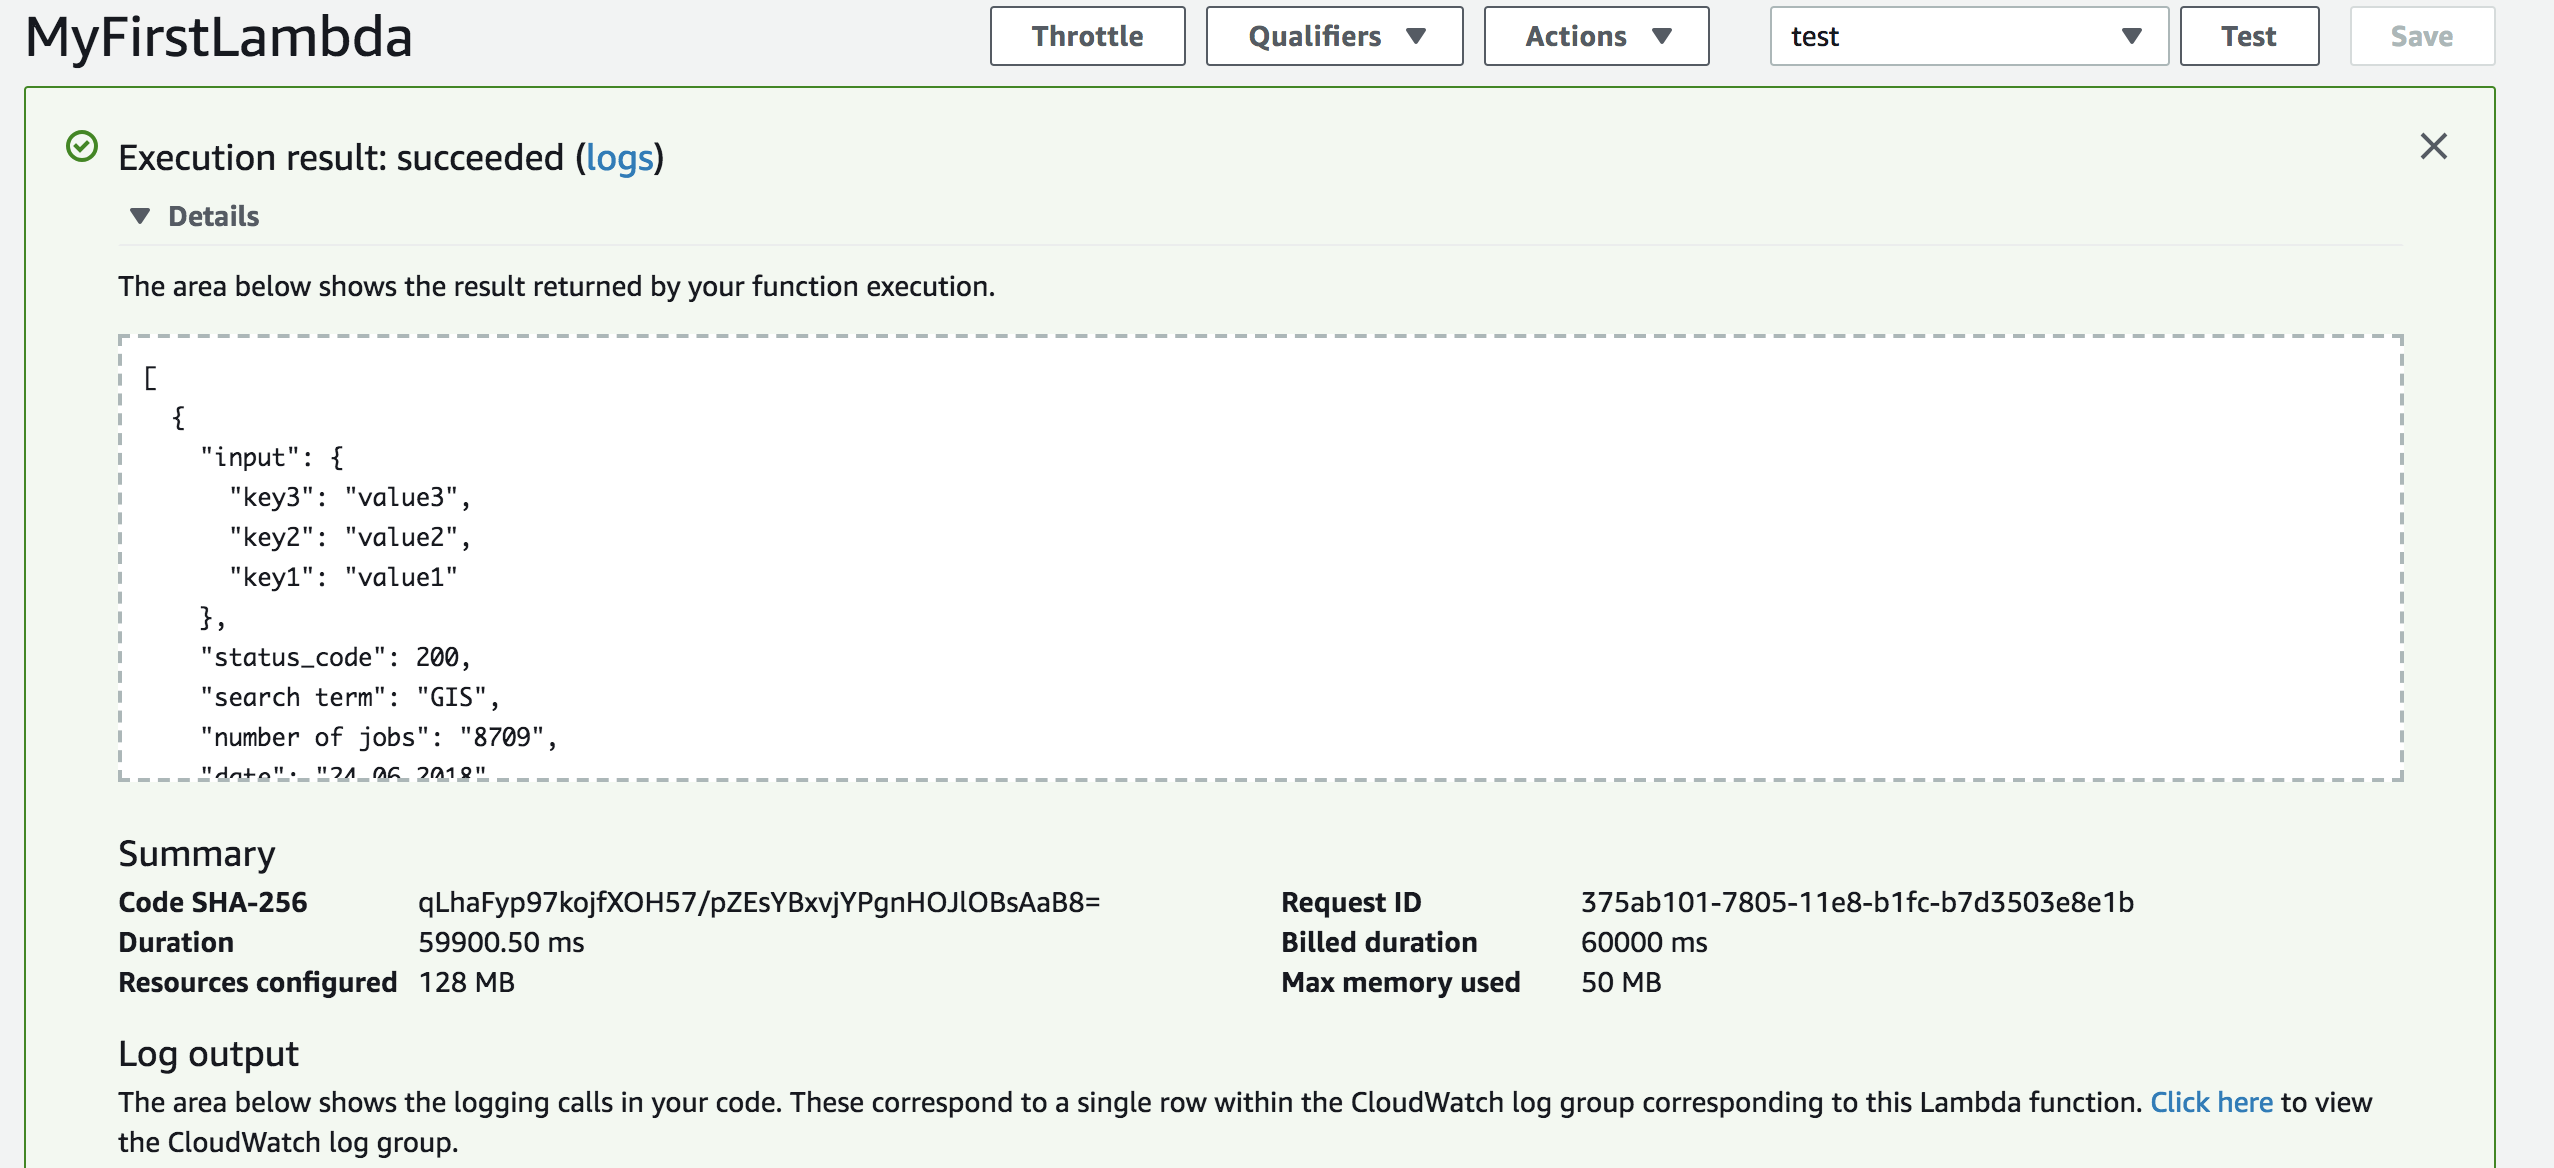 MyFirstLambda
Throttle
Qualifiers
Actions
test
Test
Save
Execution result: succeeded (logs)
Details
The area below shows the result returned by your function execution.
[
{
"input": {
"key3": "value3",
"key2": "value2",
"key1": "value1"
},
"status_code": 200,
"search term": "GIS",
"number of jobs": "8709",
"date": "24-06-2018"
Summary
Code SHA-256 qLhaFyp97kojfXOH57/pZEsYBxvjYPgnHOJlOBsAaB8=
Request ID 375ab101-7805-11e8-b1fc-b7d3503e8e1b
Duration 59900.50 ms
Billed duration 60000 ms
Resources configured 128 MB
Max memory used 50 MB
Log output
The area below shows the logging calls in your code. These correspond to a single row within the CloudWatch log group corresponding to this Lambda function. Click here to view
the CloudWatch log group.